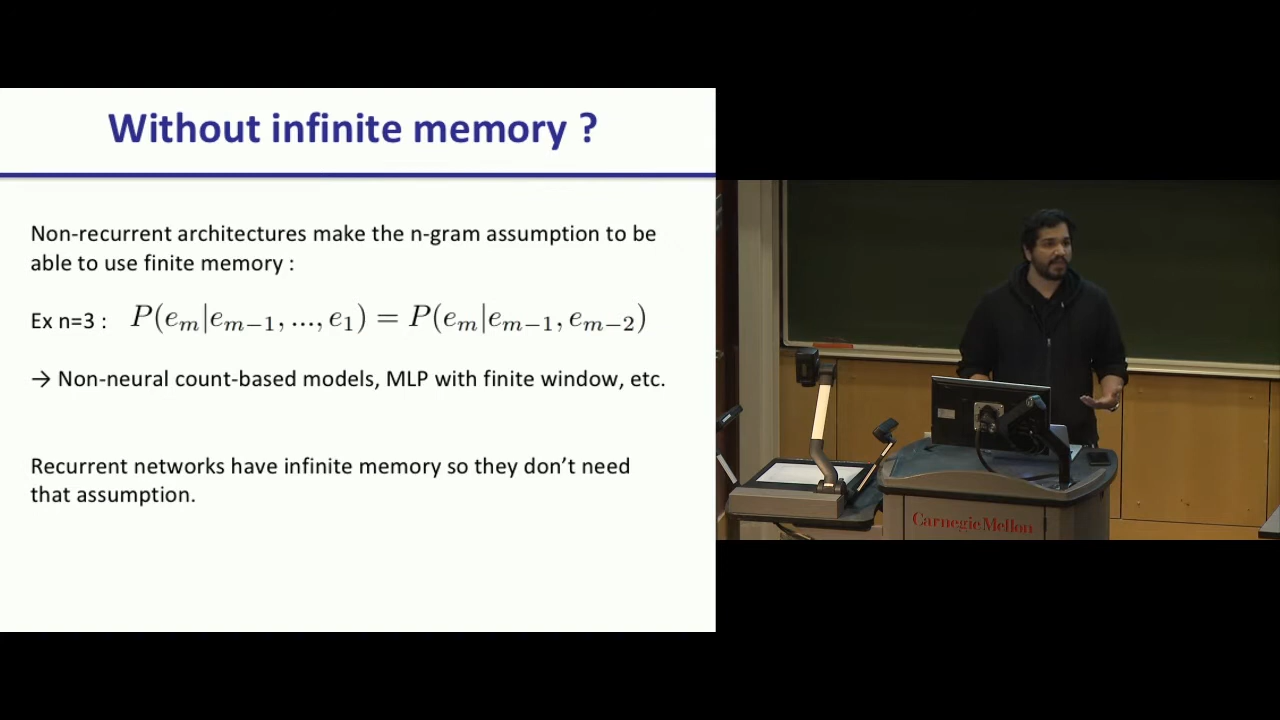 Without infinite memory ?
Non-recurrent architectures make the n-gram assumption to be
able to use finite memory :
Ex n=3 : P(e_m|e_{m−1}, ..., e_1) = P(e_m|e_{m−1}, e_{m−2})
→ Non-neural count-based models, MLP with finite window, etc.
Recurrent networks have infinite memory so they don’t need
that assumption.
Carnegie Mellon